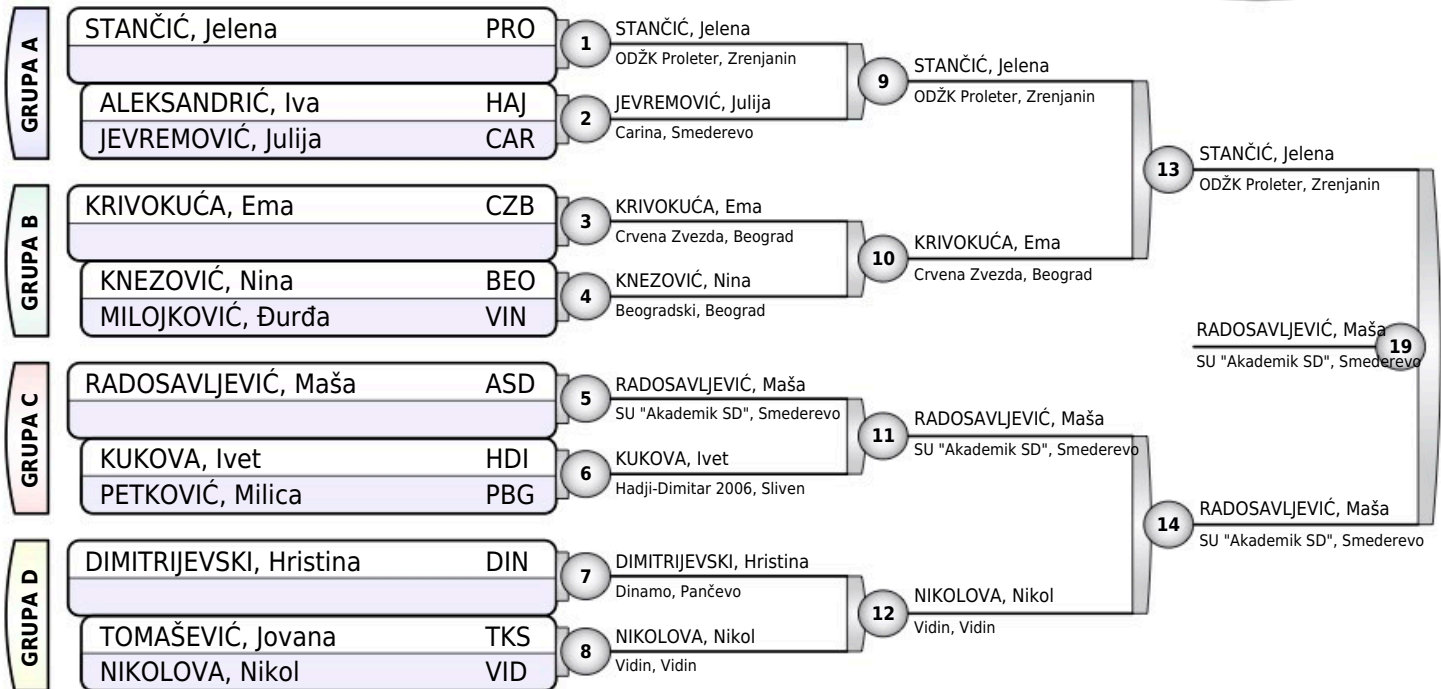 GRUPA A
STANČIĆ, Jelena PRO
ALEKSANDRIĆ, Iva HAJ
JEVREMOVIĆ, Julija CAR
GRUPA B
KRIVOKUĆA, Ema CZB
KNEZOVIĆ, Nina BEO
MILOJKOVIĆ, Đurđa VIN
GRUPA C
RADOSAVLJEVIĆ, Maša ASD
KUKOVA, Ivet HDI
PETKOVIĆ, Milica PBG
GRUPA D
DIMITRIJEVSKI, Hristina DIN
TOMAŠEVIĆ, Jovana TKS
NIKOLOVA, Nikol VID
1
STANČIĆ, Jelena
ODŽK Proleter, Zrenjanin
2
JEVREMOVIĆ, Julija
Carina, Smederevo
3
KRIVOKUĆA, Ema
Crvena Zvezda, Beograd
4
KNEZOVIĆ, Nina
Beogradski, Beograd
5
RADOSAVLJEVIĆ, Maša
SU "Akademik SD", Smederevo
6
KUKOVA, Ivet
Hadji-Dimitar 2006, Sliven
7
DIMITRIJEVSKI, Hristina
Dinamo, Pančevo
8
NIKOLOVA, Nikol
Vidin, Vidin
9
STANČIĆ, Jelena
ODŽK Proleter, Zrenjanin
10
KRIVOKUĆA, Ema
Crvena Zvezda, Beograd
11
RADOSAVLJEVIĆ, Maša
SU "Akademik SD", Smederevo
12
NIKOLOVA, Nikol
Vidin, Vidin
13
STANČIĆ, Jelena
ODŽK Proleter, Zrenjanin
14
RADOSAVLJEVIĆ, Maša
SU "Akademik SD", Smederevo
RADOSAVLJEVIĆ, Maša
SU "Akademik SD", Smederevo
19